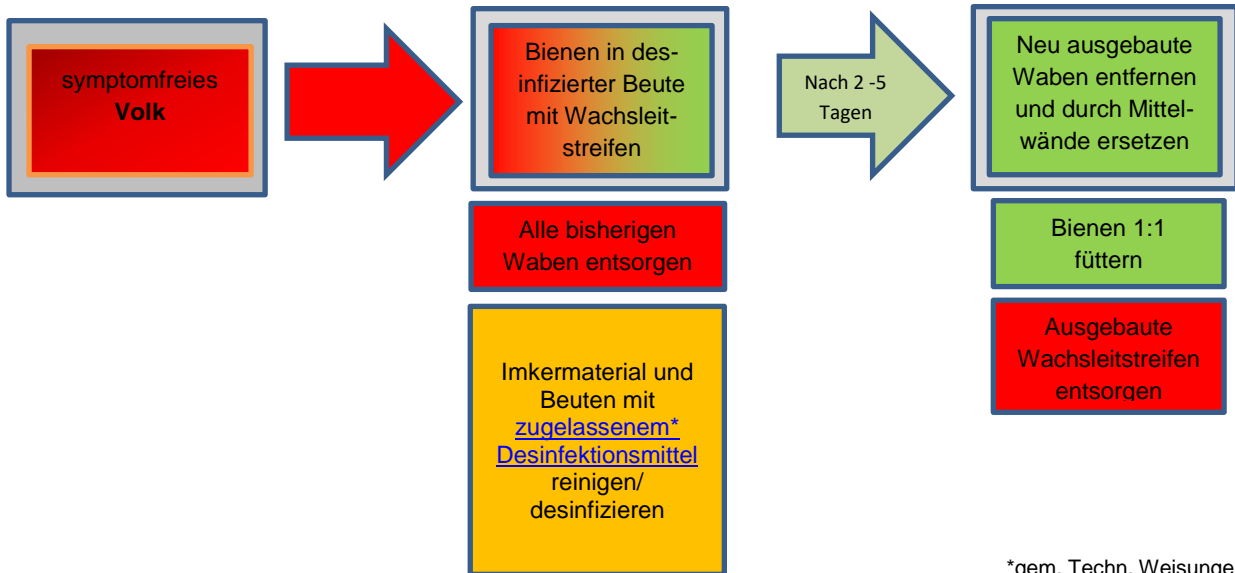 symptomfreies
Volk
Bienen in des-
infizierter Beute
mit Wachsleit-
streifen
Alle bisherigen
Waben entsorgen
Imkermaterial und
Beuten mit
zugelassenem*
Desinfektionsmittel
reinigen/
desinfizieren
Nach 2 -5
Tagen
Neu ausgebaute
Waben entfernen
und durch Mittel-
wände ersetzen
Bienen 1:1
füttern
Ausgebaute
Wachsleitstreifen
entsorgen
*gem. Techn. Weisunge